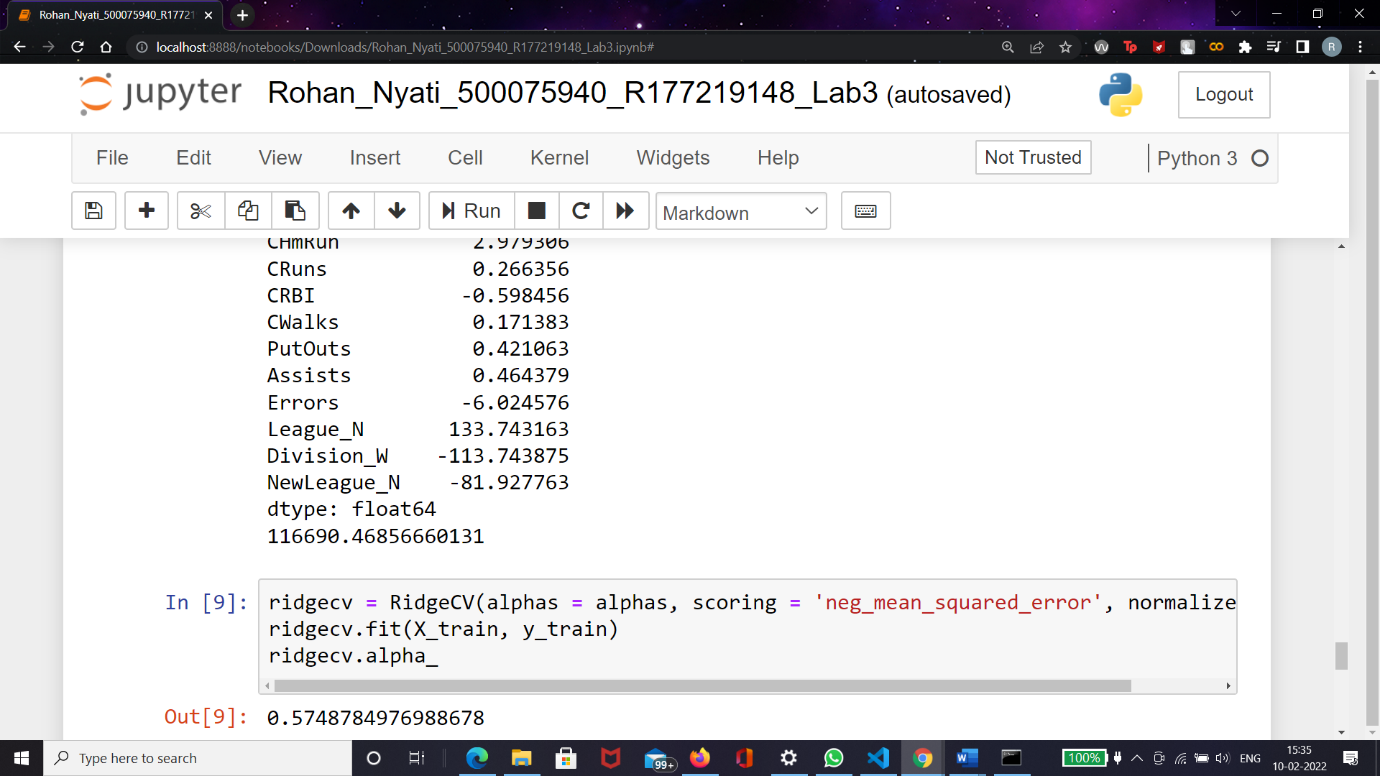 Rohan_Nyati_500075940_R17721
localhost:8888/notebooks/Downloads/Rohan_Nyati_500075940_R177219148_Lab3.ipynb#
R
jupyter Rohan_Nyati_500075940_R177219148_Lab3 (autosaved) Logout
File Edit View Insert Cell Kernel Widgets Help Not Trusted Python 3
Run Markdown
CHmRun 2.979306
CRuns 0.266356
CRBI -0.598456
CWalks 0.171383
PutOuts 0.421063
Assists 0.464379
Errors -6.024576
League_N 133.743163
Division_W -113.743875
NewLeague_N -81.927763
dtype: float64
116690.46856660131
In [9]: ridgecv = RidgeCV(alphas = alphas, scoring = 'neg_mean_squared_error', normalize
ridgecv.fit(X_train, y_train)
ridgecv.alpha_
Out[9]: 0.5748784976988678
Type here to search 99+ 100% ENG 15:35
10-02-2022